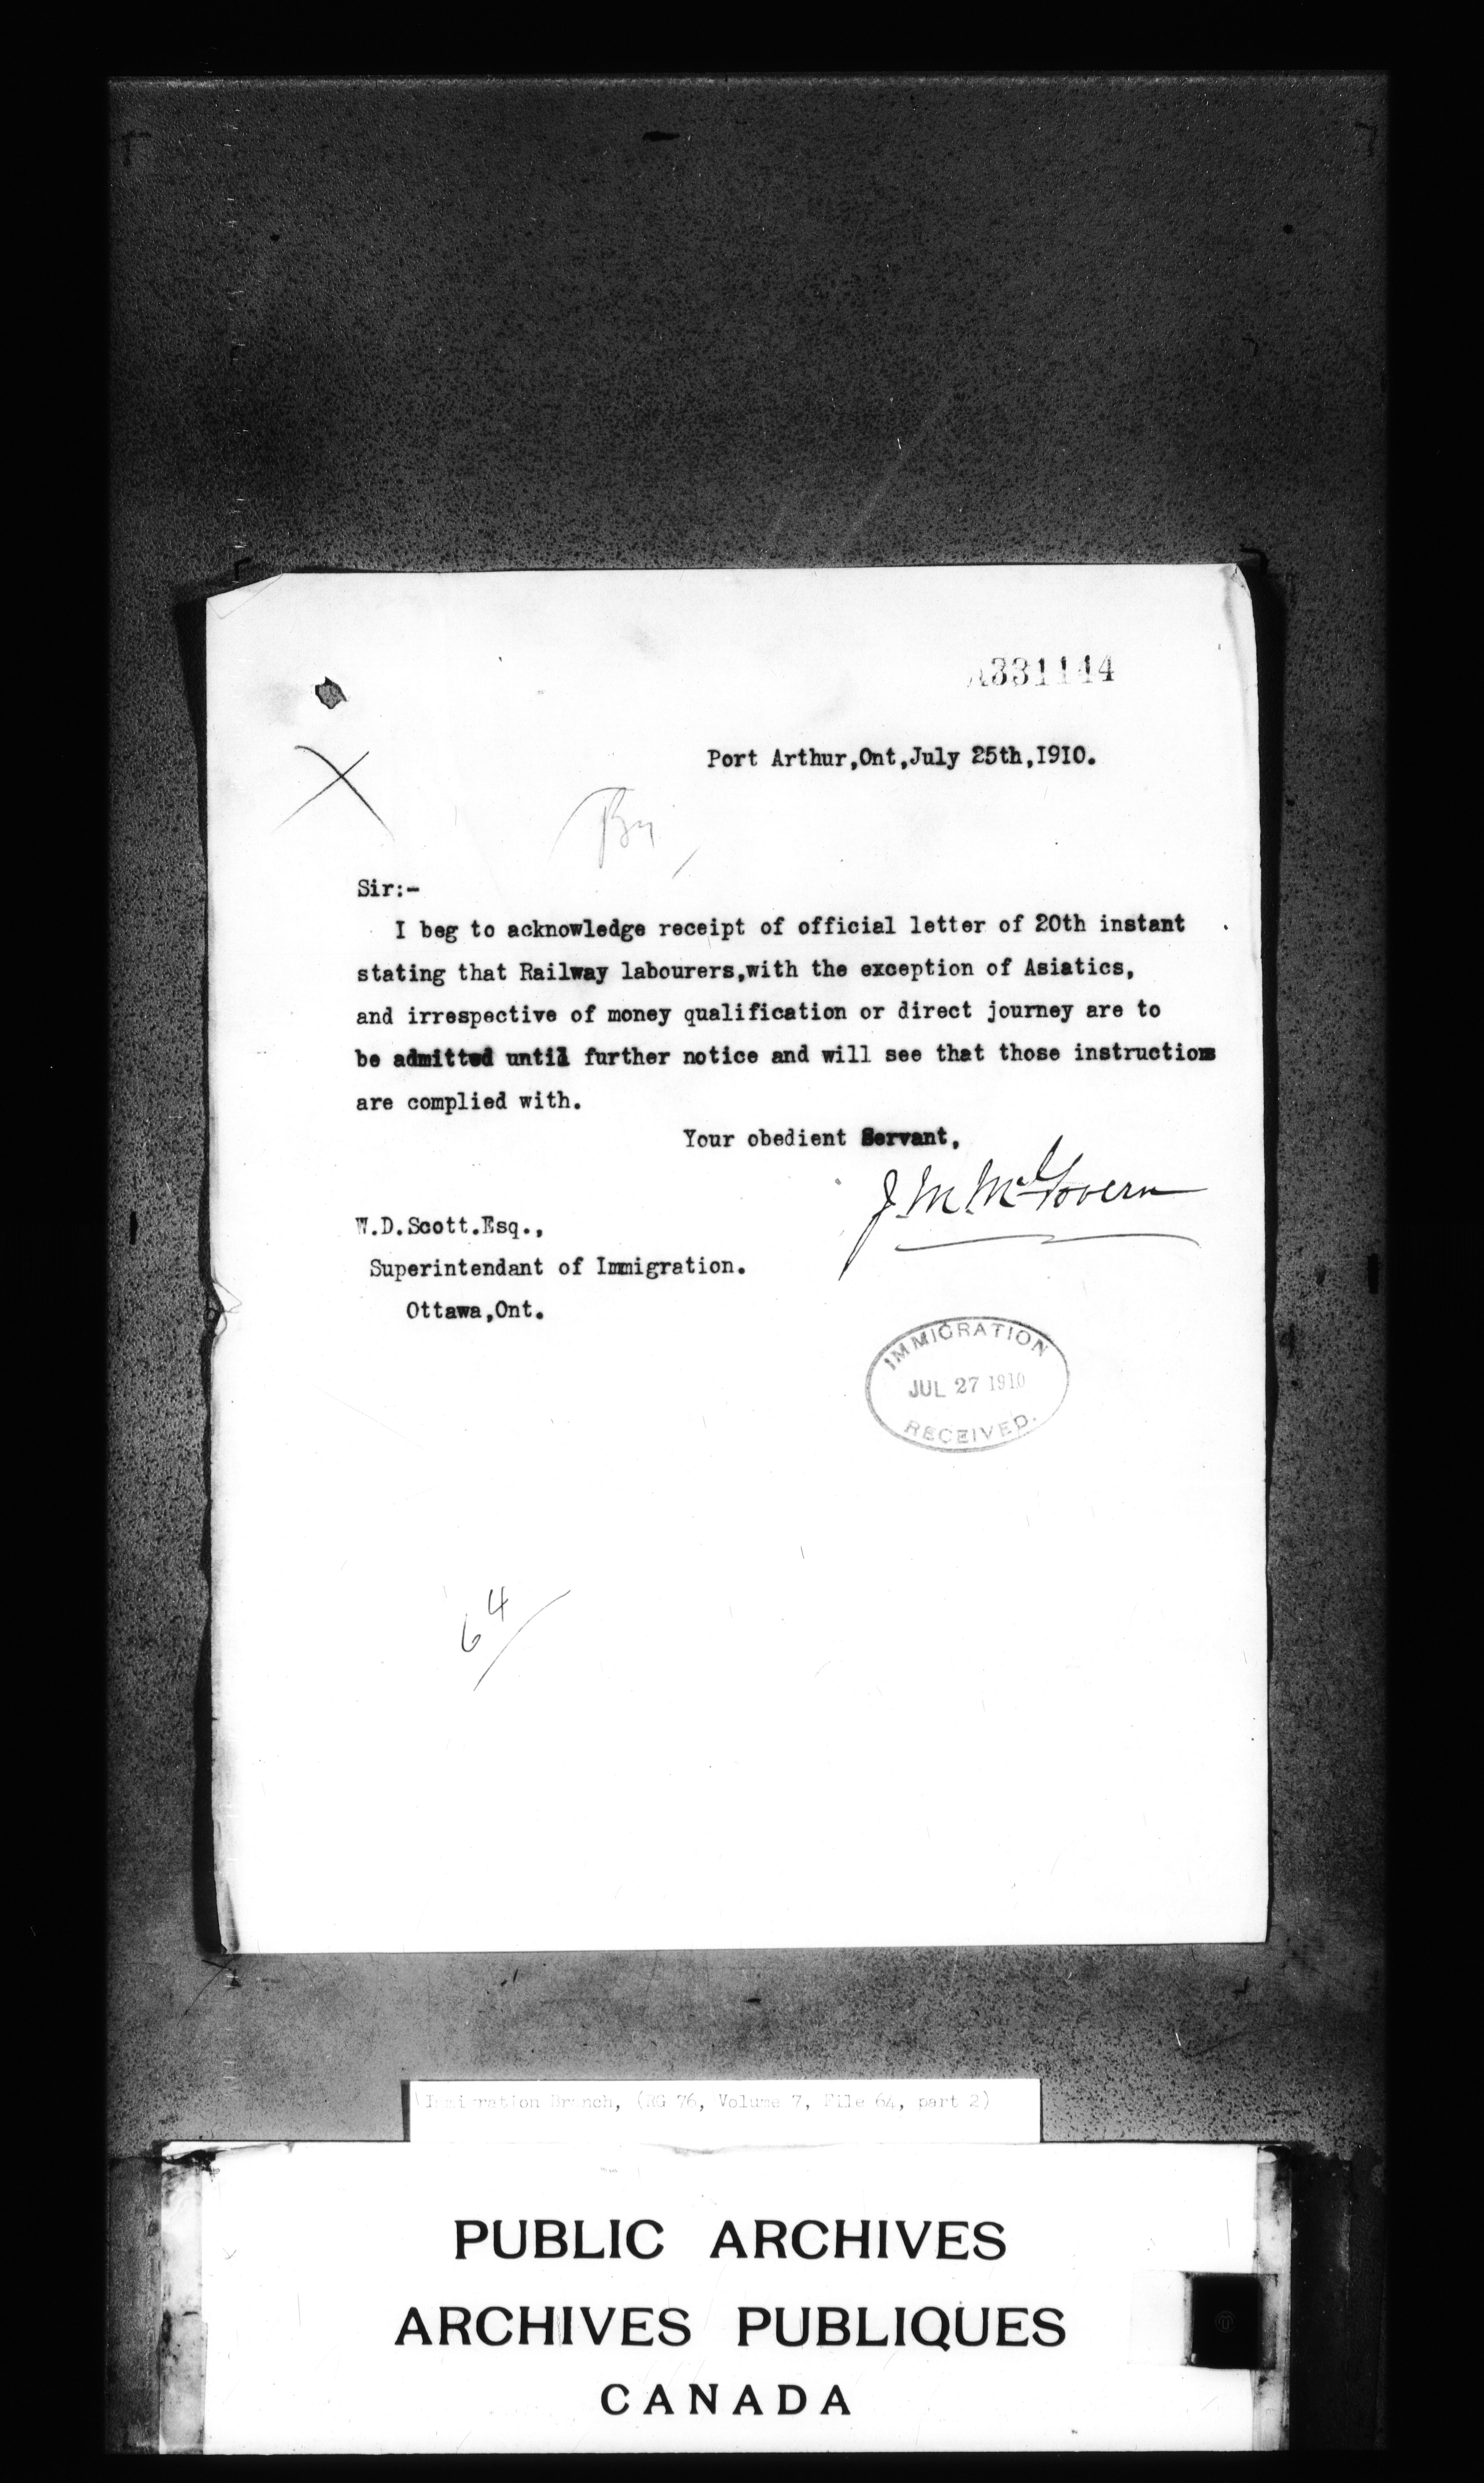 A331144
Port Arthur,Ont,July 25th,1910.
Sir:-
I beg to acknowledge receipt of official letter of 20th instant
stating that Railway labourers,with the exception of Asiatics,
and irrespective of money qualification or direct journey are to
be admitted until further notice and will see that those instructions
are complied with.
Your obedient Servant,
J.M.McGovern
W.D.Scott.Esq.,
Superintendant of Immigration.
Ottawa,Ont.
IMMIGRATION
JUL 27 1910
RECEIVED.
64
Immigration Branch, (RG 76, Volume 7, File 64, part 2)
PUBLIC ARCHIVES
ARCHIVES PUBLIQUES
CANADA